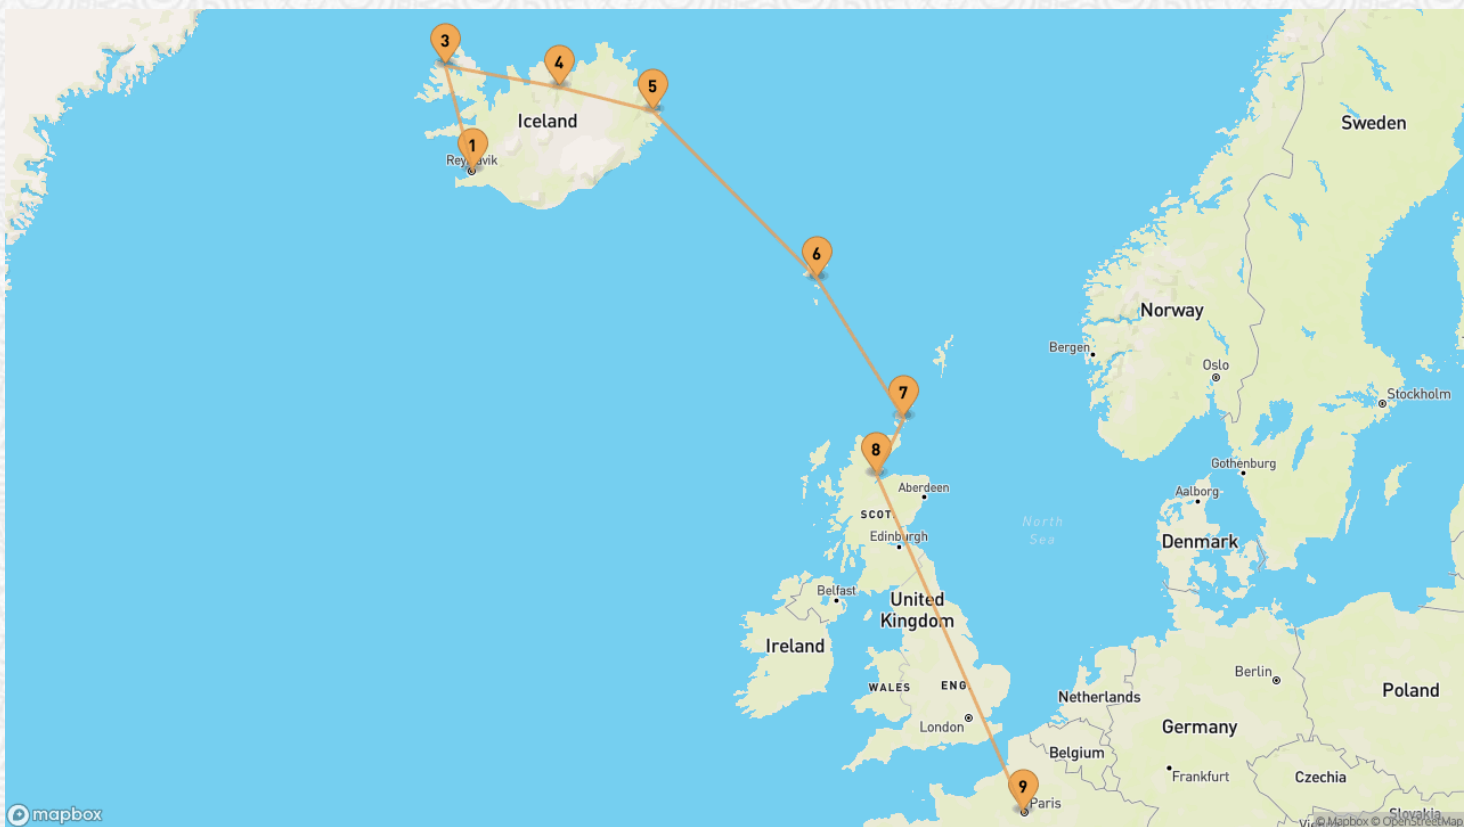 3
4
5
1
Iceland
Sweden
6
Norway
Bergen
Oslo
7
Stockholm
8
Gothenburg
Aberdeen
Aalborg
SCOT
North
Sea
Edinburgh
Denmark
Belfast
United
Kingdom
Ireland
Berlin
WALES
ENG.
Netherlands
Poland
London
Germany
Belgium
Frankfurt
Czechia
9
Paris
mapbox
Slovakia
© Mapbox © OpenStreetMap